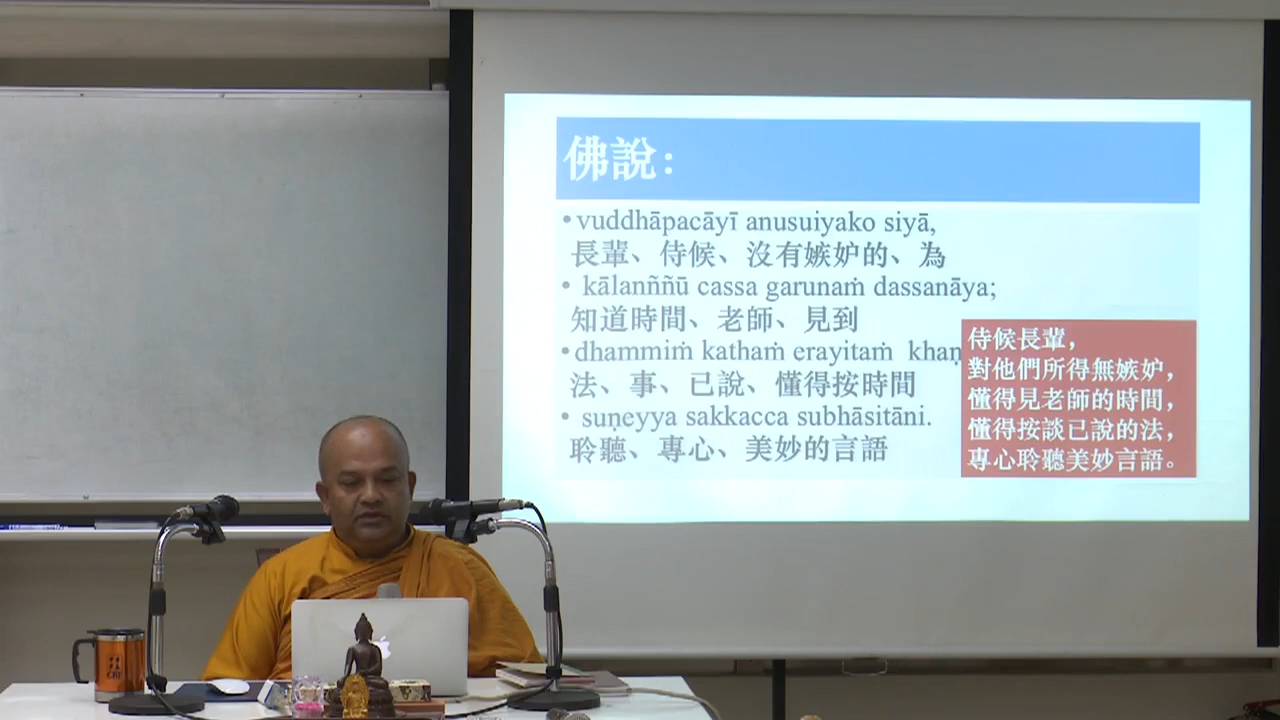 佛說：
•vuddhāpacāyī anusuiyako siyā,
長輩、侍候、沒有嫉妒的、為
• kālanññū cassa garunaṁ dassanāya;
知道時間、老師、見到
•dhammiṁ kathaṁ erayitaṁ khaṇ
法、事、已說、懂得按時間
• suṇeyya sakkacca subhāsitāni.
聆聽、專心、美妙的言語
侍候長輩，
對他們所得無嫉妒，
懂得見老師的時間，
懂得按談已說的法，
專心聆聽美妙言語。